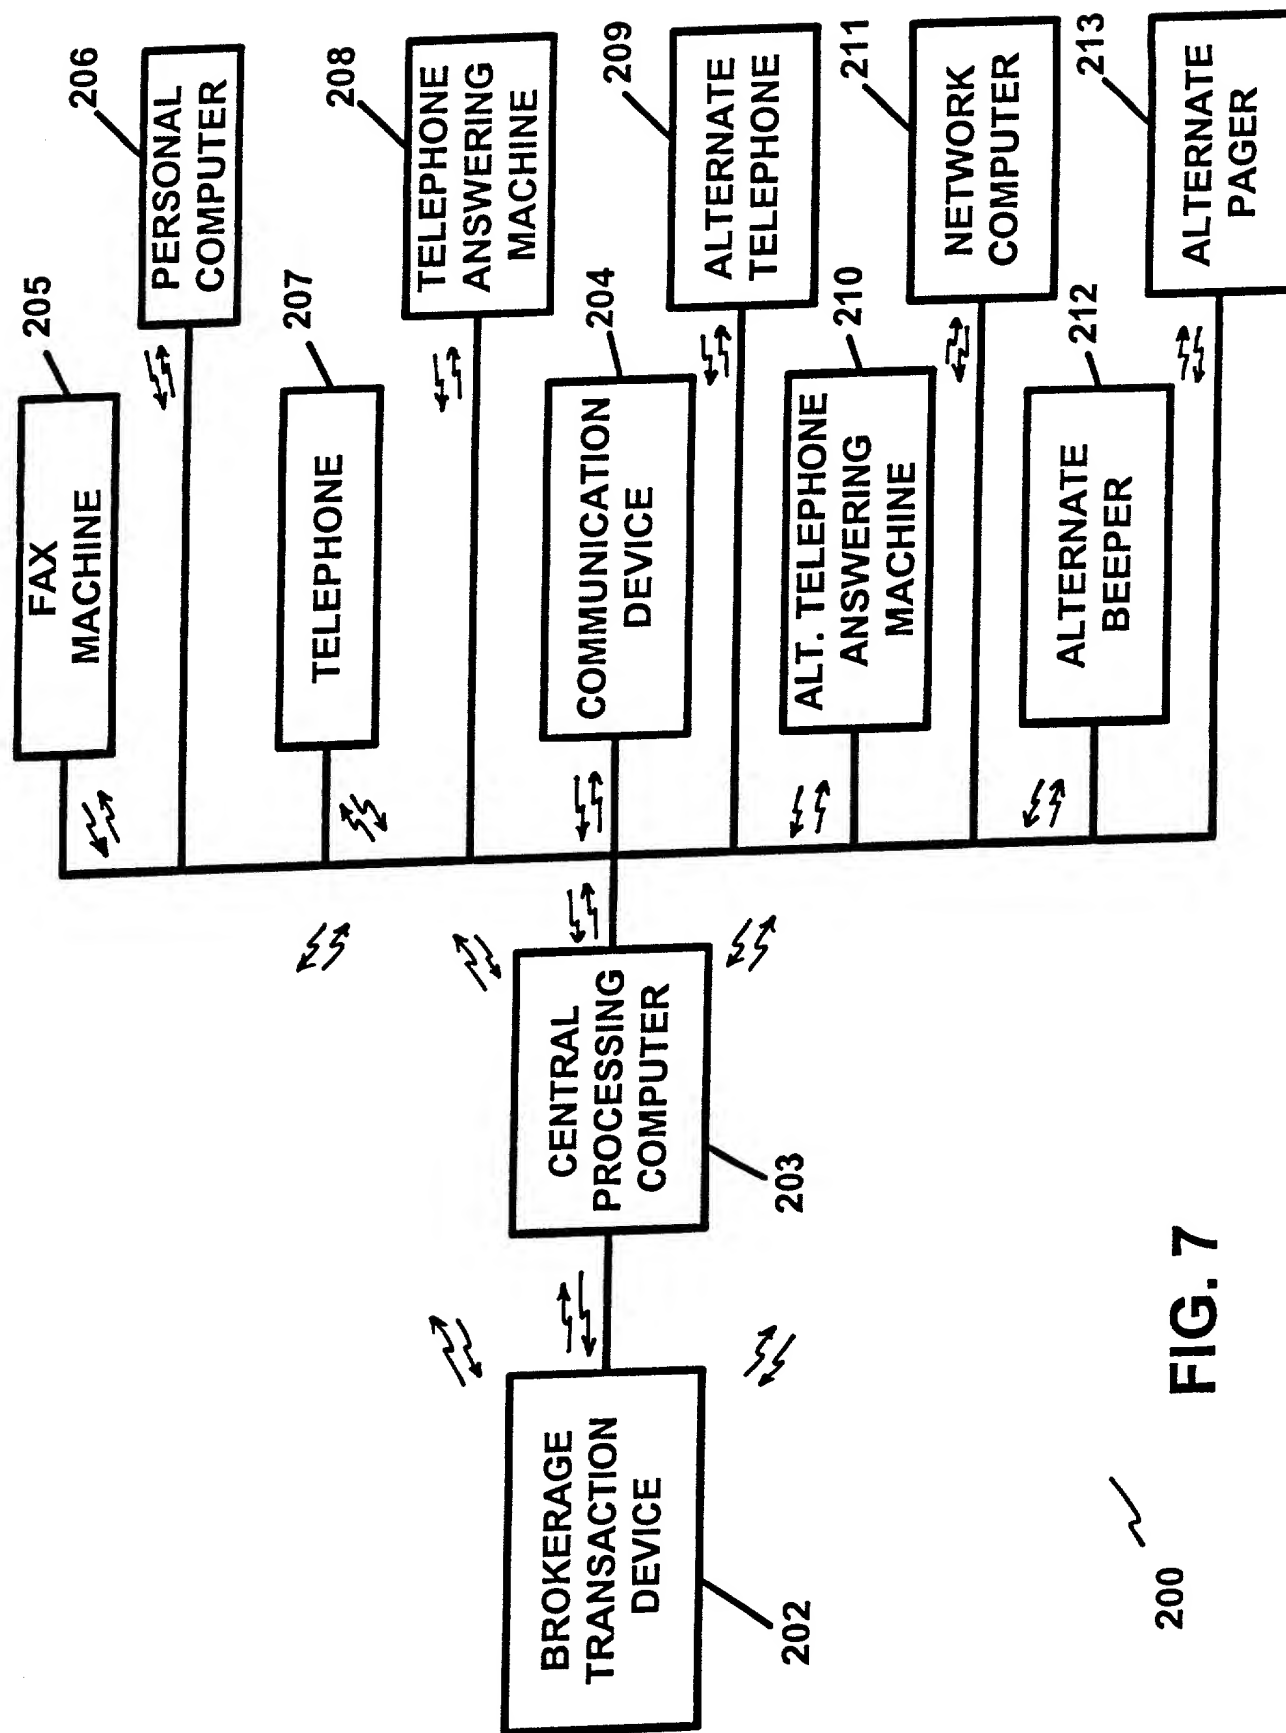 205
FAX
MACHINE
206
PERSONAL
COMPUTER
207
TELEPHONE
208
TELEPHONE
ANSWERING
MACHINE
204
COMMUNICATION
DEVICE
209
ALTERNATE
TELEPHONE
210
ALT. TELEPHONE
ANSWERING
MACHINE
211
NETWORK
COMPUTER
212
ALTERNATE
BEEPER
213
ALTERNATE
PAGER
CENTRAL
PROCESSING
COMPUTER
203
BROKERAGE
TRANSACTION
DEVICE
202
200
FIG. 7